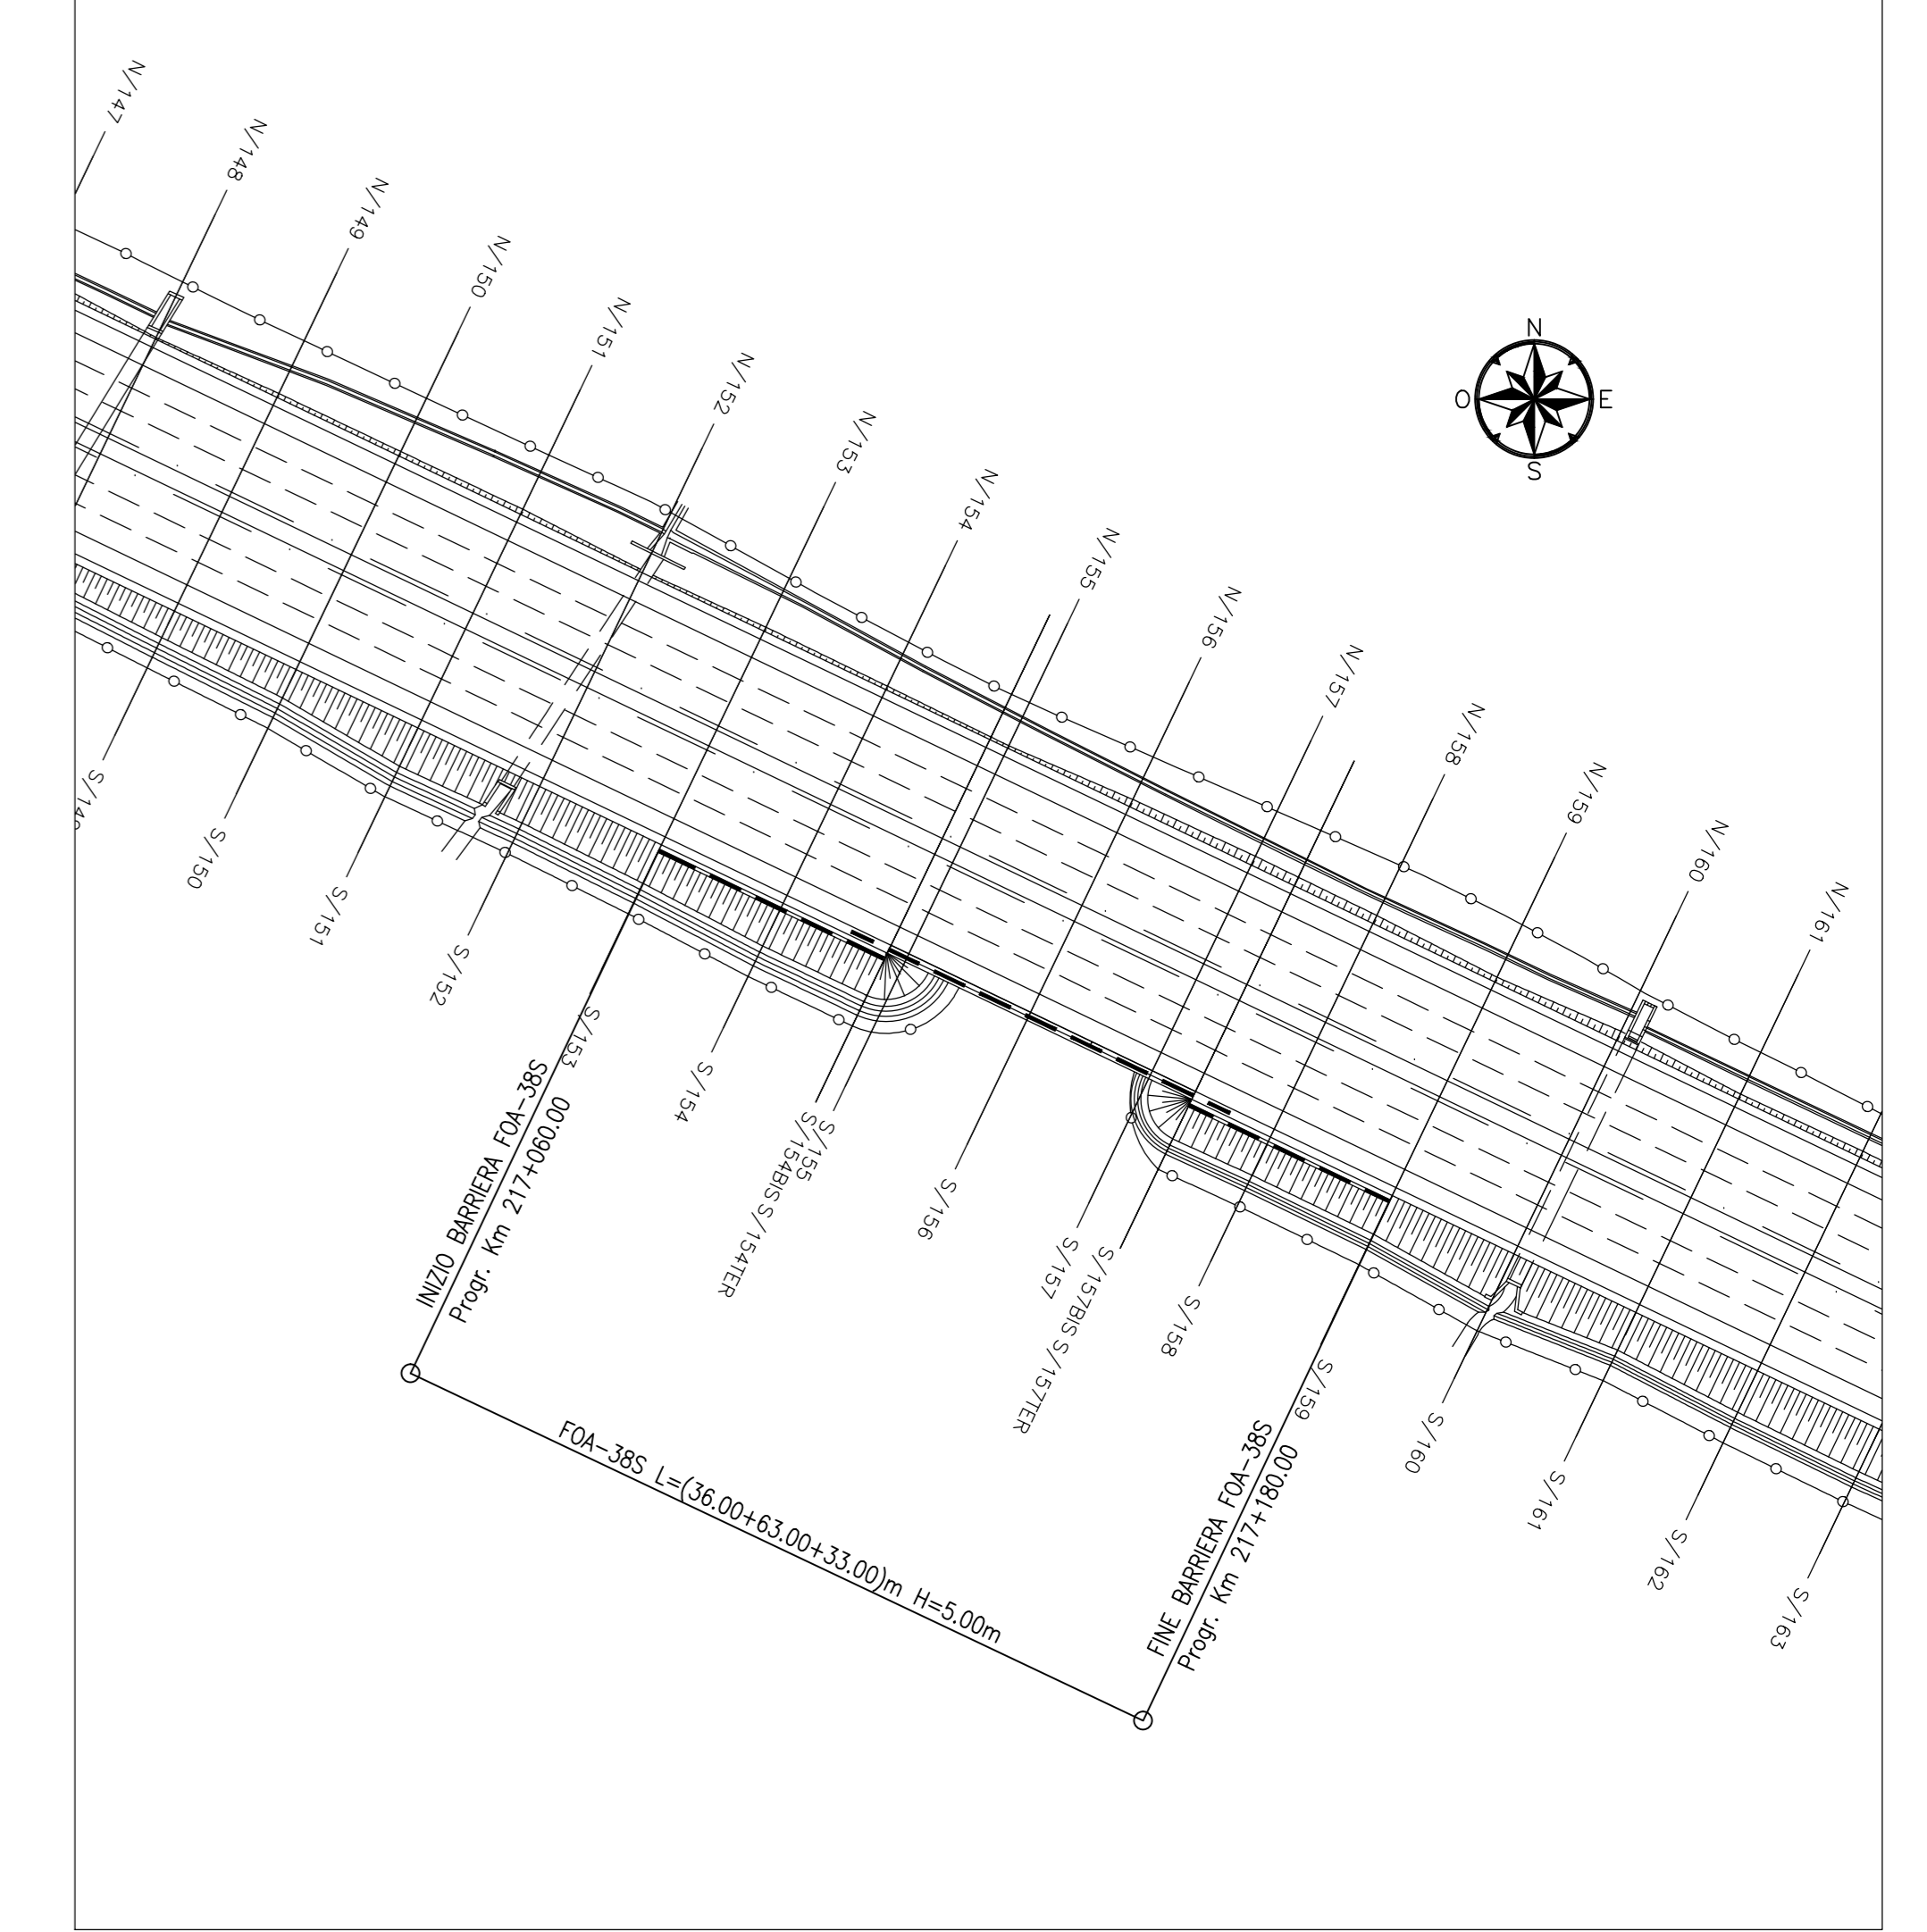 N/147
N/148
N/149
N/150
N/151
N/152
N/153
N/154
N/155
N/156
N/157
N/158
N/159
N/160
N/161
N
O
E
S
S/150
S/151
S/152
S/153
S/154
S/154BIS S/154TER
S/155
S/156
S/157
S/157BIS S/157TER
S/158
S/159
S/160
S/161
S/162
S/163
INIZIO BARRIERA FOA-38S
Progr. Km 217+060.00
FOA-38S L=(36.00+63.00+33.00)m H=5.00m
FINE BARRIERA FOA-38S
Progr. Km 217+180.00